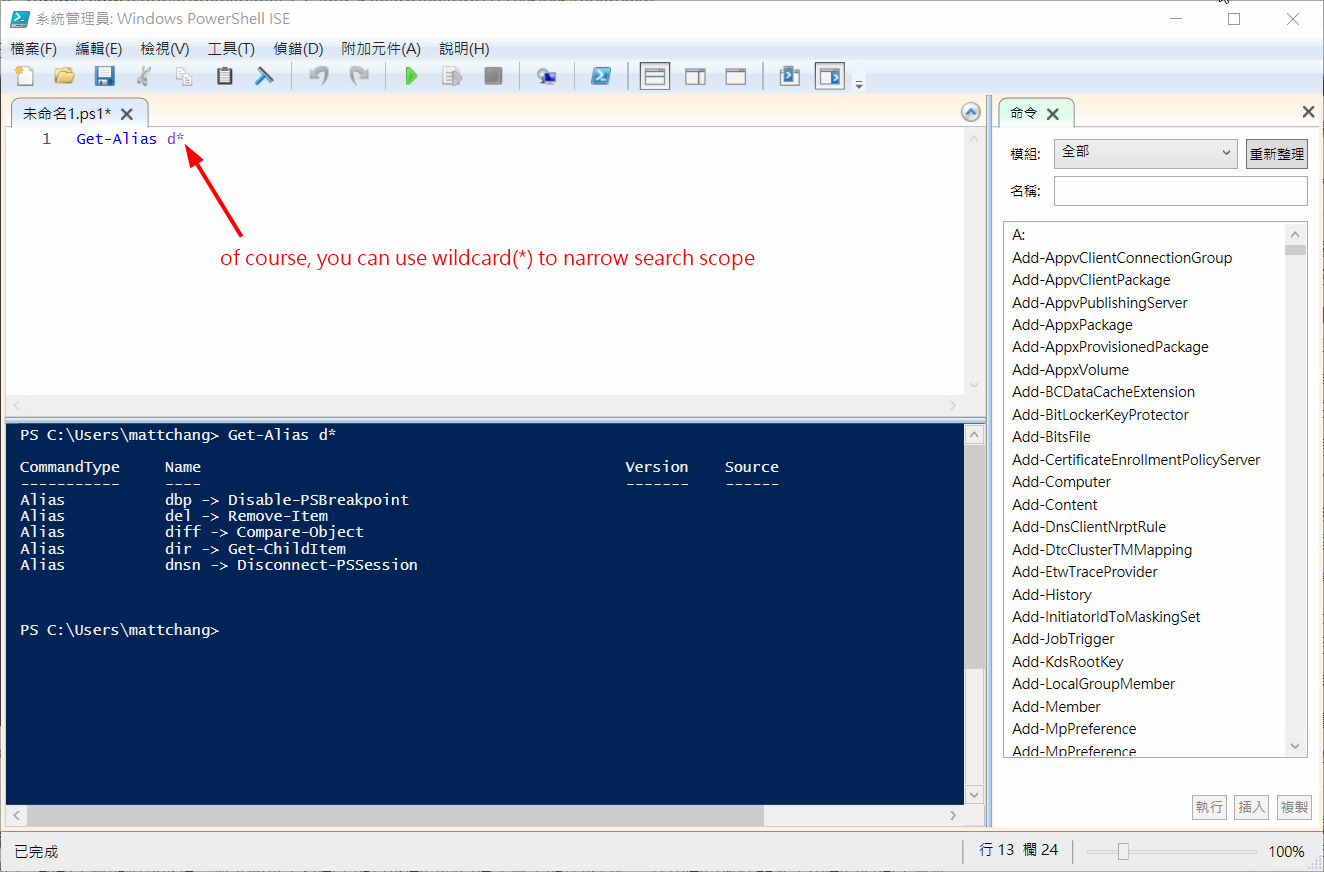 系統管理員: Windows PowerShell ISE
檔案(F) 編輯(E) 檢視(V) 工具(T) 偵錯(D) 附加元件(A) 說明(H)
未命名1.ps1*
1 Get-Alias d*
of course, you can use wildcard(*) to narrow search scope
PS C:\Users\mattchang> Get-Alias d*
CommandType Name Version Source
----------- ---- ------- ------
Alias dbp -> Disable-PSBreakpoint
Alias del -> Remove-Item
Alias diff -> Compare-Object
Alias dir -> Get-ChildItem
Alias dnsn -> Disconnect-PSSession
PS C:\Users\mattchang>
命令
模組: 全部 重新整理
名稱:
A:
Add-AppvClientConnectionGroup
Add-AppvClientPackage
Add-AppvPublishingServer
Add-AppxPackage
Add-AppxProvisionedPackage
Add-AppxVolume
Add-BCDataCacheExtension
Add-BitLockerKeyProtector
Add-BitsFile
Add-CertificateEnrollmentPolicyServer
Add-Computer
Add-Content
Add-DnsClientNrptRule
Add-DtcClusterTMMapping
Add-EtwTraceProvider
Add-History
Add-InitiatorIdToMaskingSet
Add-JobTrigger
Add-KdsRootKey
Add-LocalGroupMember
Add-Member
Add-MpPreference
Add-MpPreference
執行 插入 複製
已完成 行 13 欄 24 100%